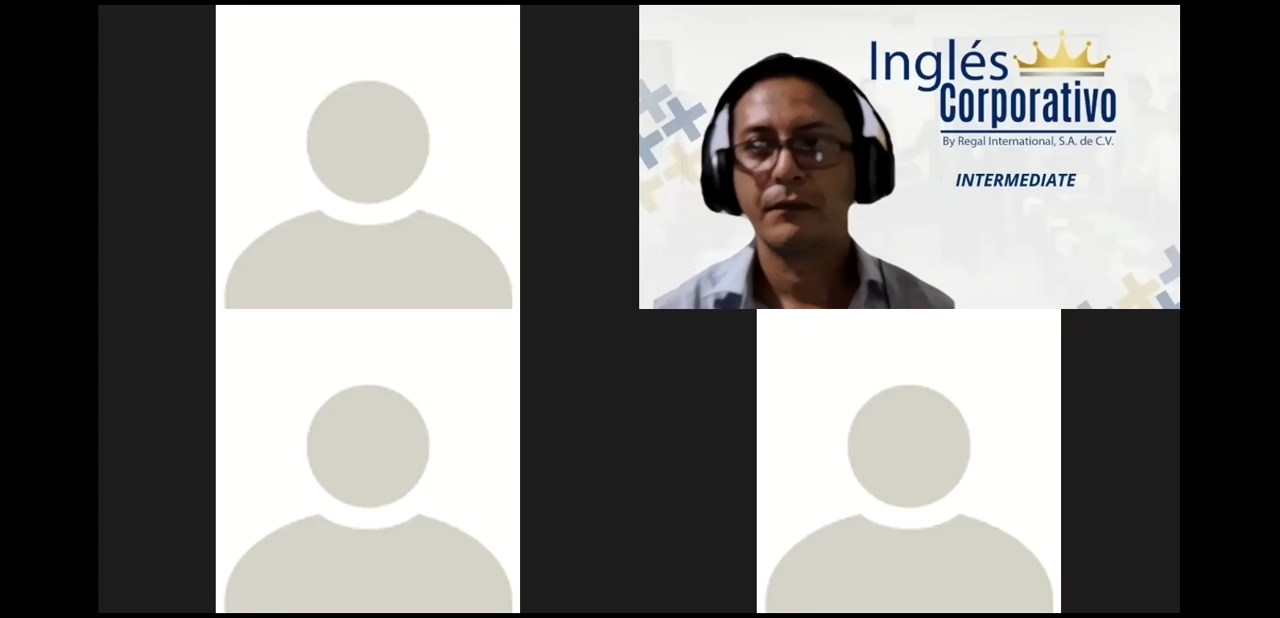 Inglés
Corporativo
By Regal International, S.A. de C.V.
INTERMEDIATE